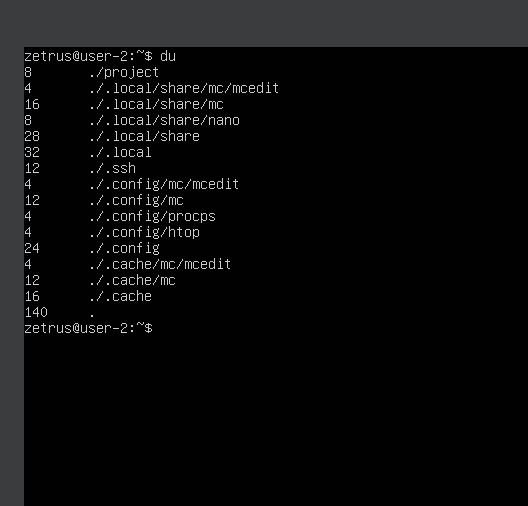 zetrus@user-2:~$ du
8 ./project
4 ./.local/share/mc/mcedit
16 ./.local/share/mc
8 ./.local/share/nano
28 ./.local/share
32 ./.local
12 ./.ssh
4 ./.config/mc/mcedit
12 ./.config/mc
4 ./.config/procps
4 ./.config/htop
24 ./.config
4 ./.cache/mc/mcedit
12 ./.cache/mc
16 ./.cache
140 .
zetrus@user-2:~$